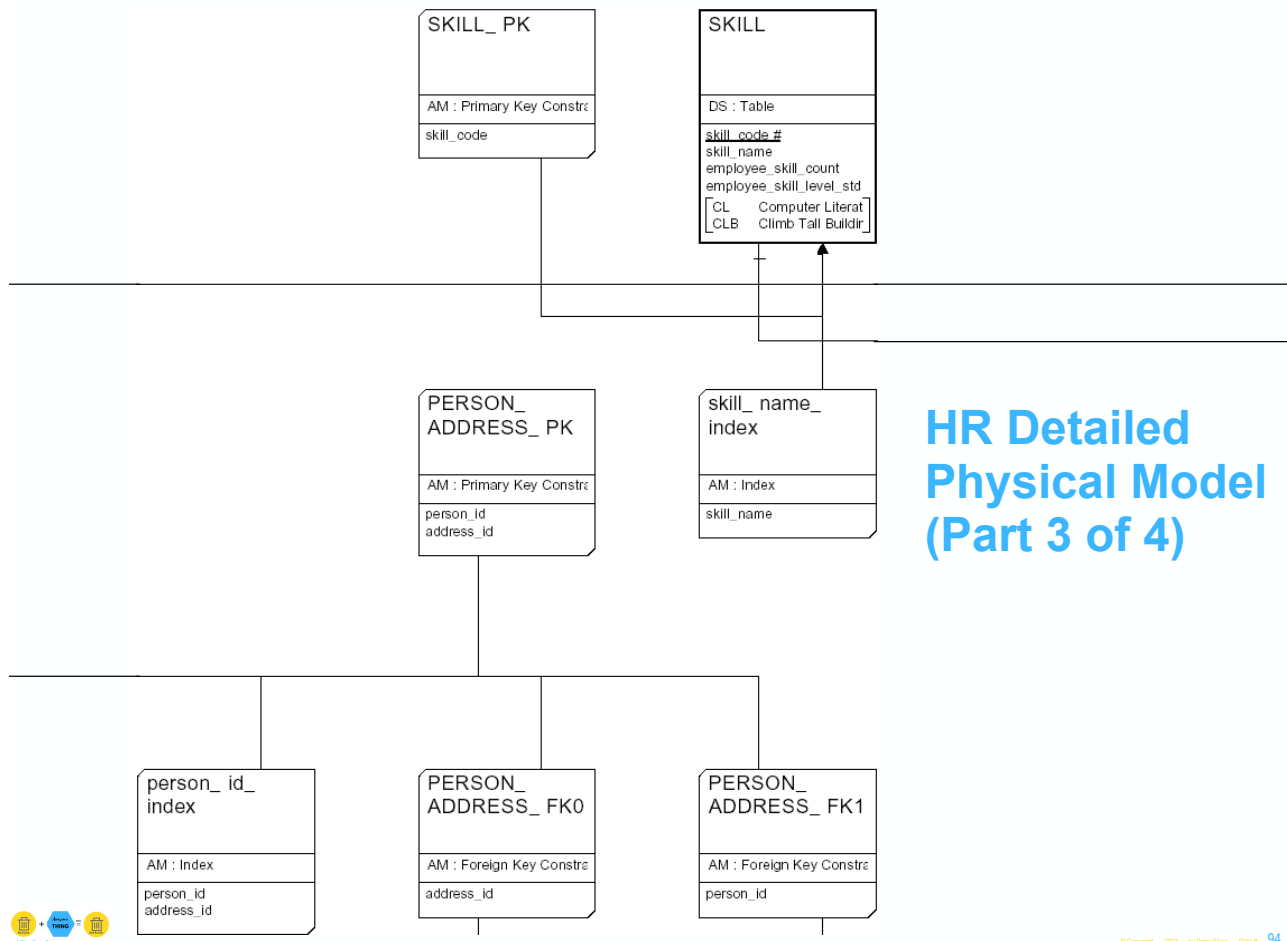 SKILL_ PK
AM : Primary Key Constra
skill_code
SKILL
DS : Table
skill_code #
skill_name
employee_skill_count
employee_skill_level_std
CL Computer Literat
CLB Climb Tall Buildin
PERSON_
ADDRESS_ PK
AM : Primary Key Constra
person_id
address_id
skill_ name_
index
AM : Index
skill_name
HR Detailed
Physical Model
(Part 3 of 4)
person_ id_
index
AM : Index
person_id
address_id
PERSON_
ADDRESS_ FK0
AM : Foreign Key Constra
address_id
PERSON_
ADDRESS_ FK1
AM : Foreign Key Constra
person_id
+ THING =
94